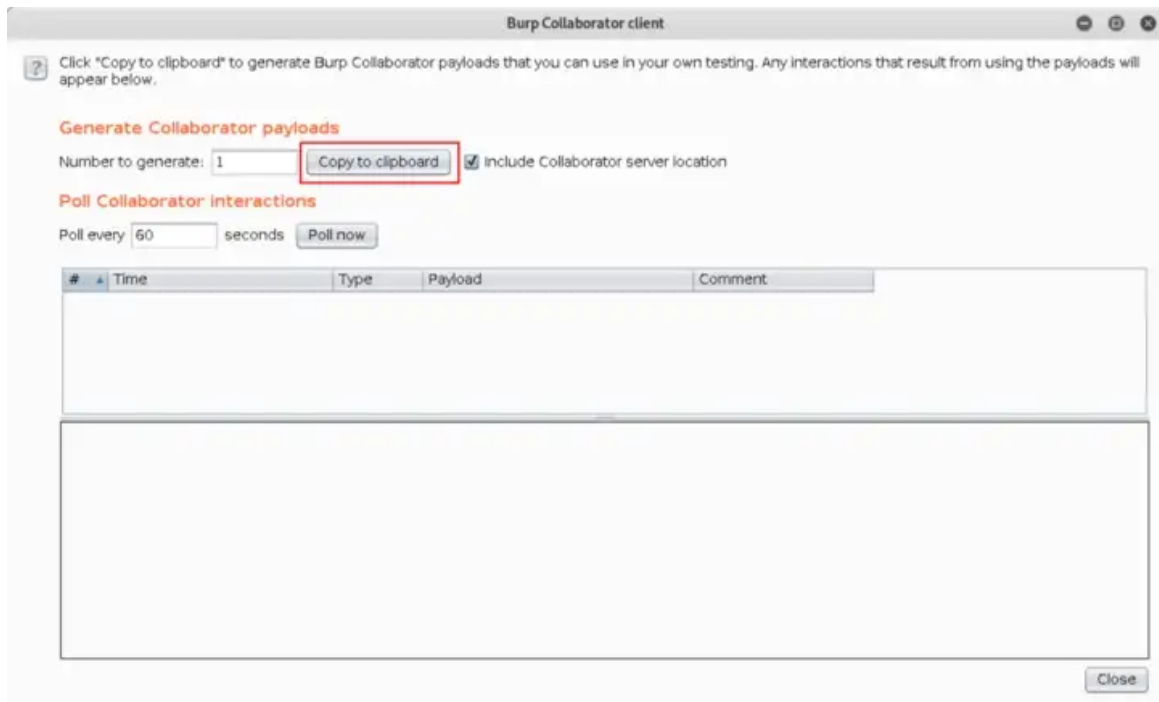 Burp Collaborator client
?
Click "Copy to clipboard" to generate Burp Collaborator payloads that you can use in your own testing. Any interactions that result from using the payloads will
appear below.
Generate Collaborator payloads
Number to generate: 1 Copy to clipboard Include Collaborator server location
Poll Collaborator interactions
Poll every 60 seconds Poll now
# Time Type Payload Comment
Close